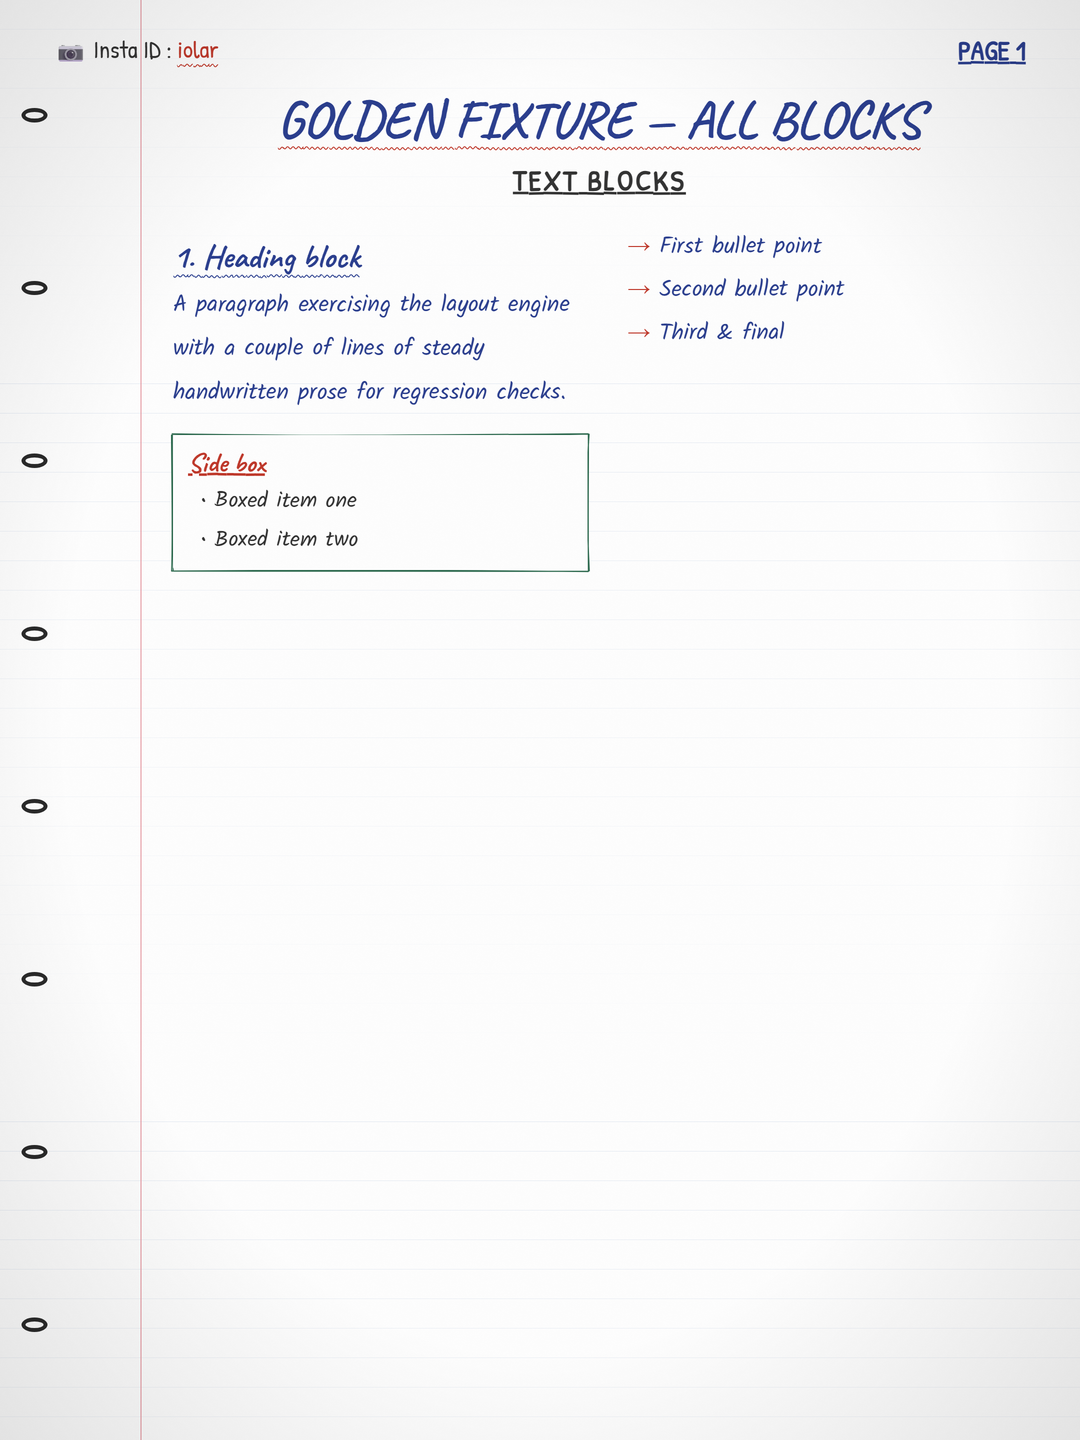 Insta ID : iolar
PAGE 1
GOLDEN FIXTURE – ALL BLOCKS
TEXT BLOCKS
1. Heading block
A paragraph exercising the layout engine
with a couple of lines of steady
handwritten prose for regression checks.
Side box
· Boxed item one
· Boxed item two
→ First bullet point
→ Second bullet point
→ Third & final